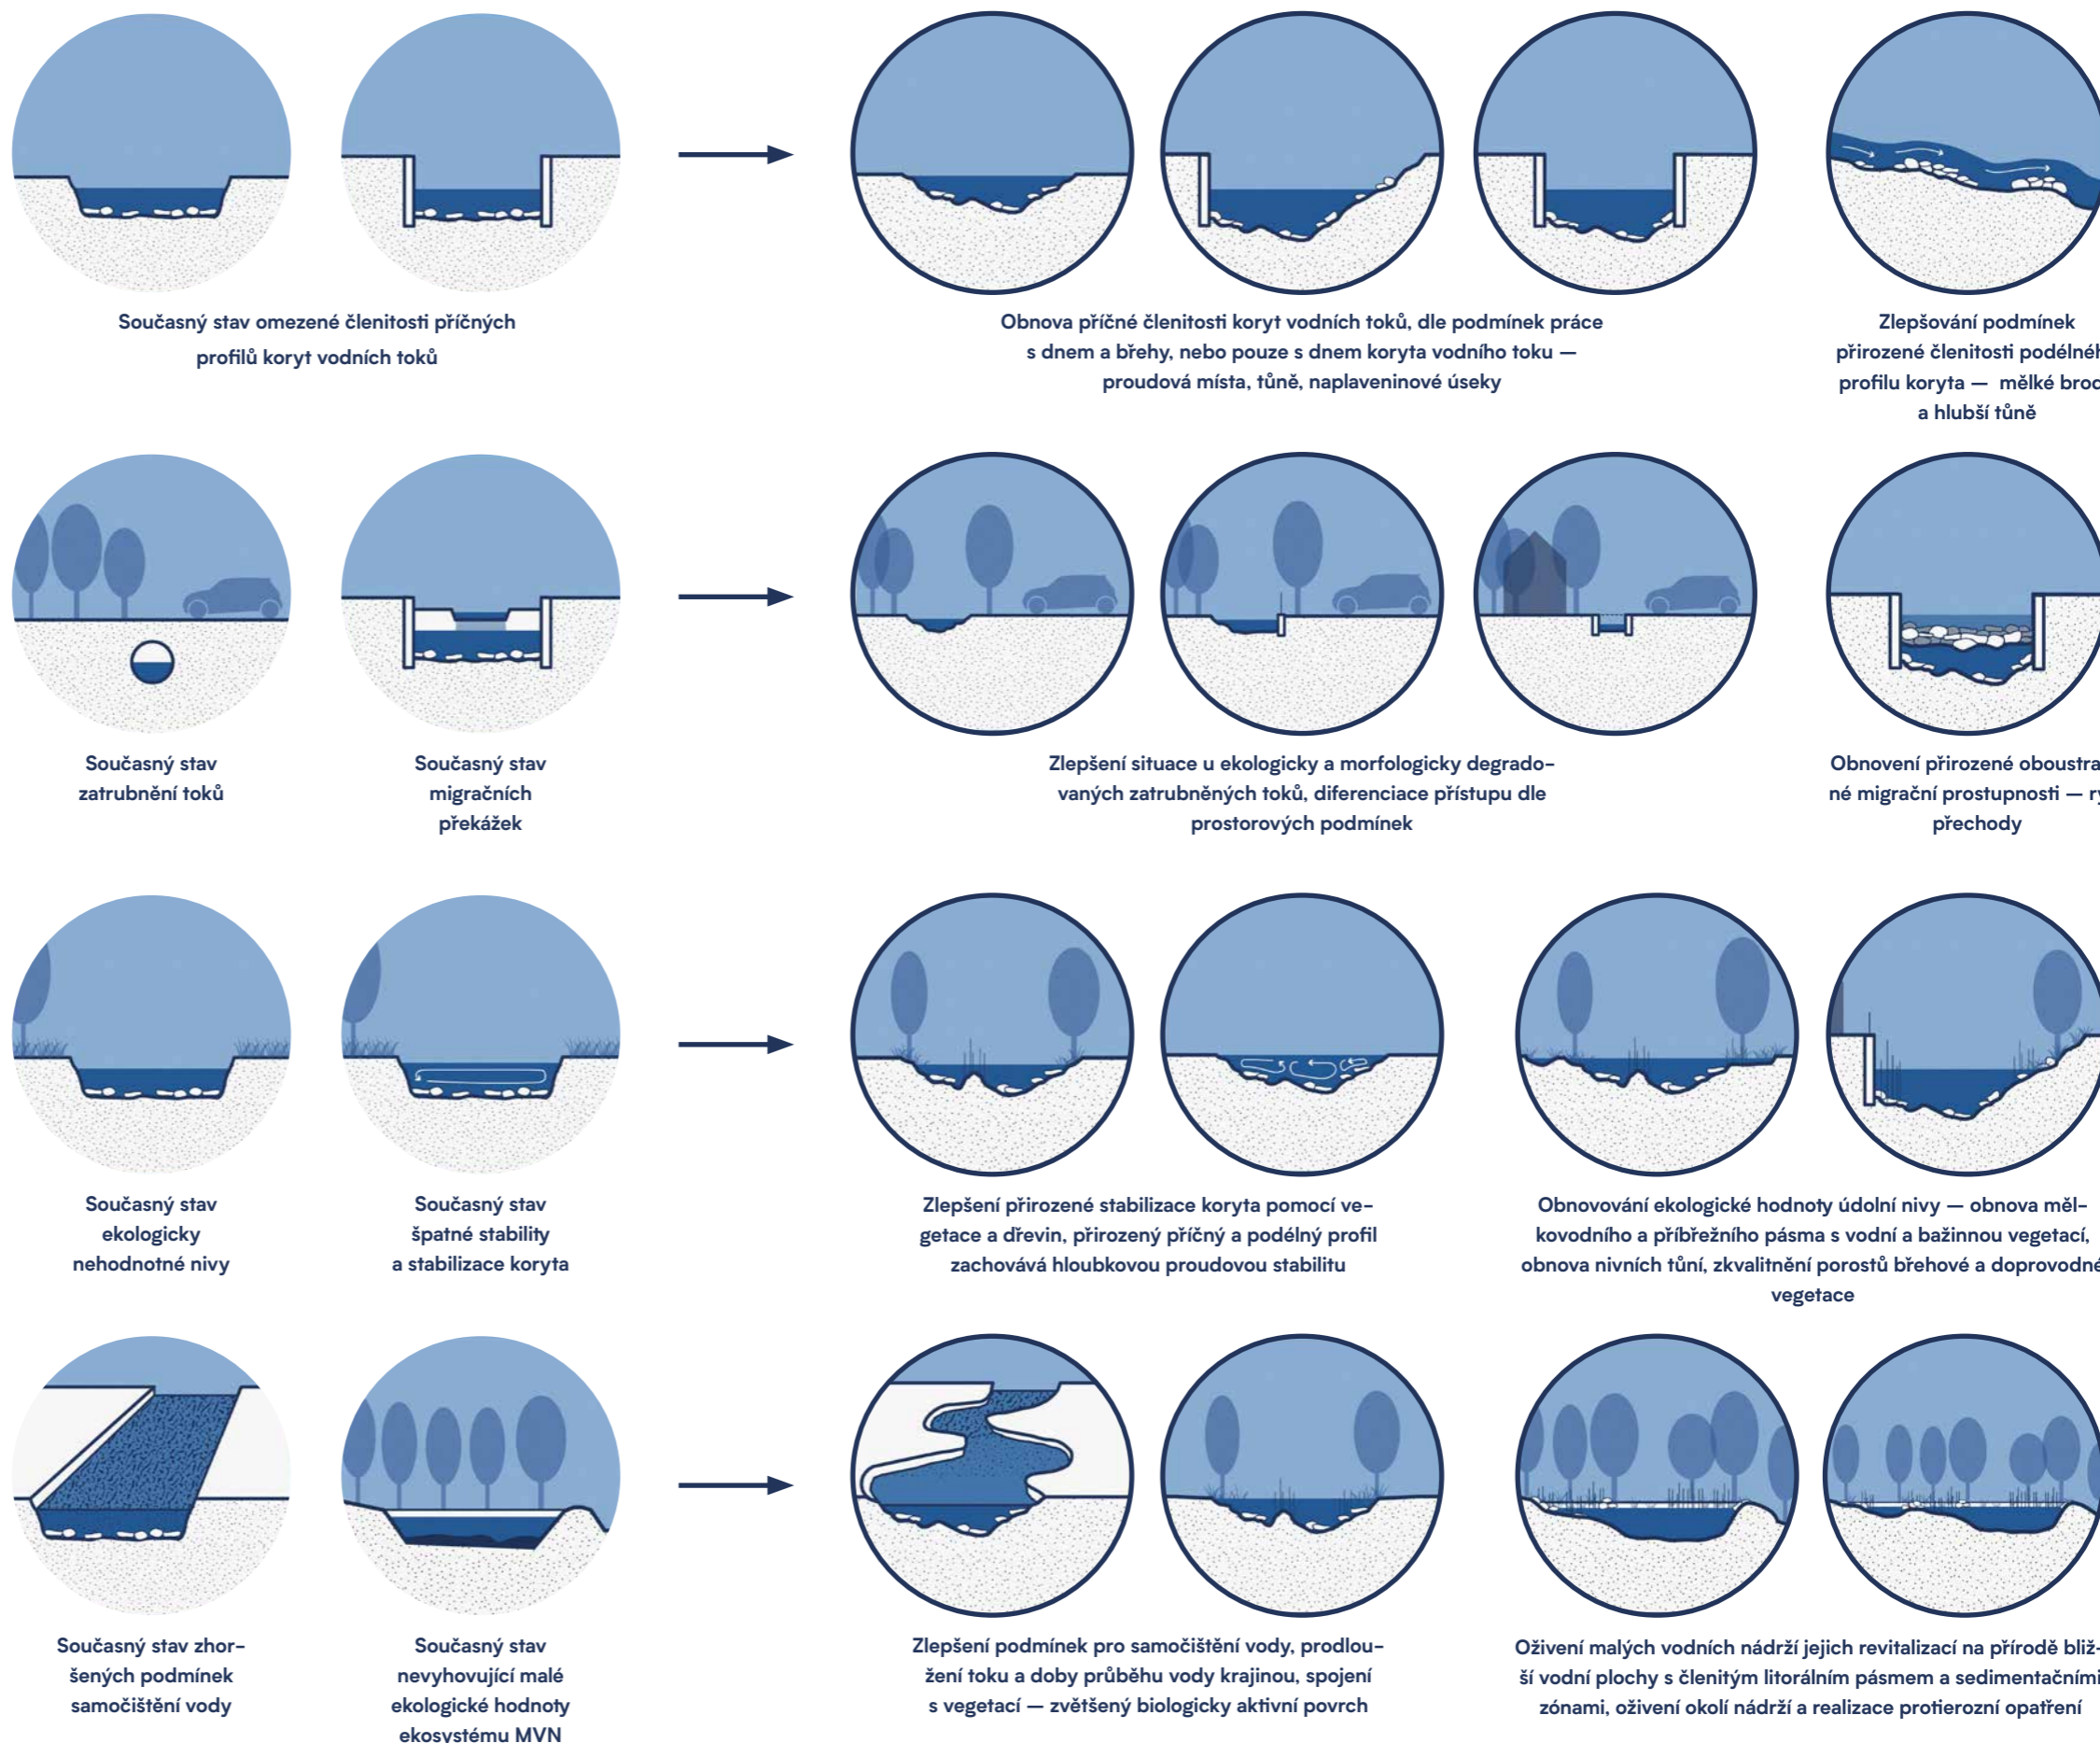 Současný stav omezené členitosti příčných
profilů koryt vodních toků
Obnova příčné členitosti koryt vodních toků, dle podmínek práce
s dnem a břehy, nebo pouze s dnem koryta vodního toku —
proudová místa, tůně, naplaveninové úseky
Zlepšování podmínek
přirozené členitosti podélnéh
profilu koryta — mělké brod
a hlubší tůně
Současný stav
zatrubnění toků
Současný stav
migračních
překážek
Zlepšení situace u ekologicky a morfologicky degrado-
vaných zatrubněných toků, diferenciace přístupu dle
prostorových podmínek
Obnovení přirozené oboustra
né migrační prostupnosti —
přechody
Současný stav
ekologicky
nehodnotné nivy
Současný stav
špatné stability
a stabilizace koryta
Zlepšení přirozené stabilizace koryta pomocí ve-
getace a dřevin, přirozený příčný a podélný profil
zachovává hloubkovou proudovou stabilitu
Obnovování ekologické hodnoty údolní nivy — obnova měl-
kovodního a příbřežního pásma s vodní a bažinnou vegetací,
obnova nivních tůní, zkvalitnění porostů břehové a doprovodné
vegetace
Současný stav zhor-
šených podmínek
samočištění vody
Současný stav
nevyhovující malé
ekologické hodnoty
ekosystému MVN
Zlepšení podmínek pro samočištění vody, prodlou-
žení toku a doby průběhu vody krajinou, spojení
s vegetací — zvětšený biologicky aktivní povrch
Oživení malých vodních nádrží jejich revitalizací na přírodě bliž-
ší vodní plochy s členitým litorálním pásmem a sedimentačními
zónami, oživení okolí nádrží a realizace protierozní opatření